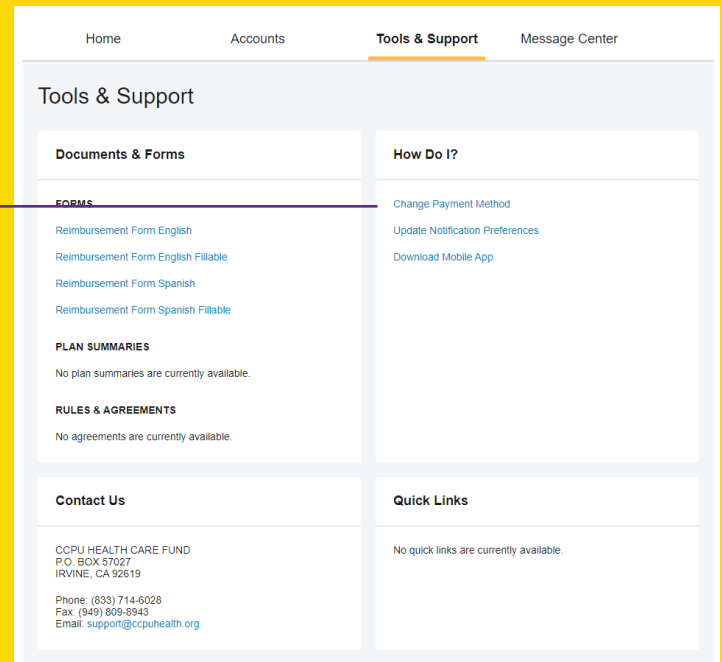 Home Accounts Tools & Support Message Center
Tools & Support
Documents & Forms
FORMS
Reimbursement Form English
Reimbursement Form English Fillable
Reimbursement Form Spanish
Reimbursement Form Spanish Fillable
PLAN SUMMARIES
No plan summaries are currently available.
RULES & AGREEMENTS
No agreements are currently available.
How Do I?
Change Payment Method
Update Notification Preferences
Download Mobile App
Contact Us
CCPU HEALTH CARE FUND
P.O. BOX 57027
IRVINE, CA 92619
Phone: (833) 714-6028
Fax: (949) 809-8943
Email: support@ccpuhealth.org
Quick Links
No quick links are currently available.